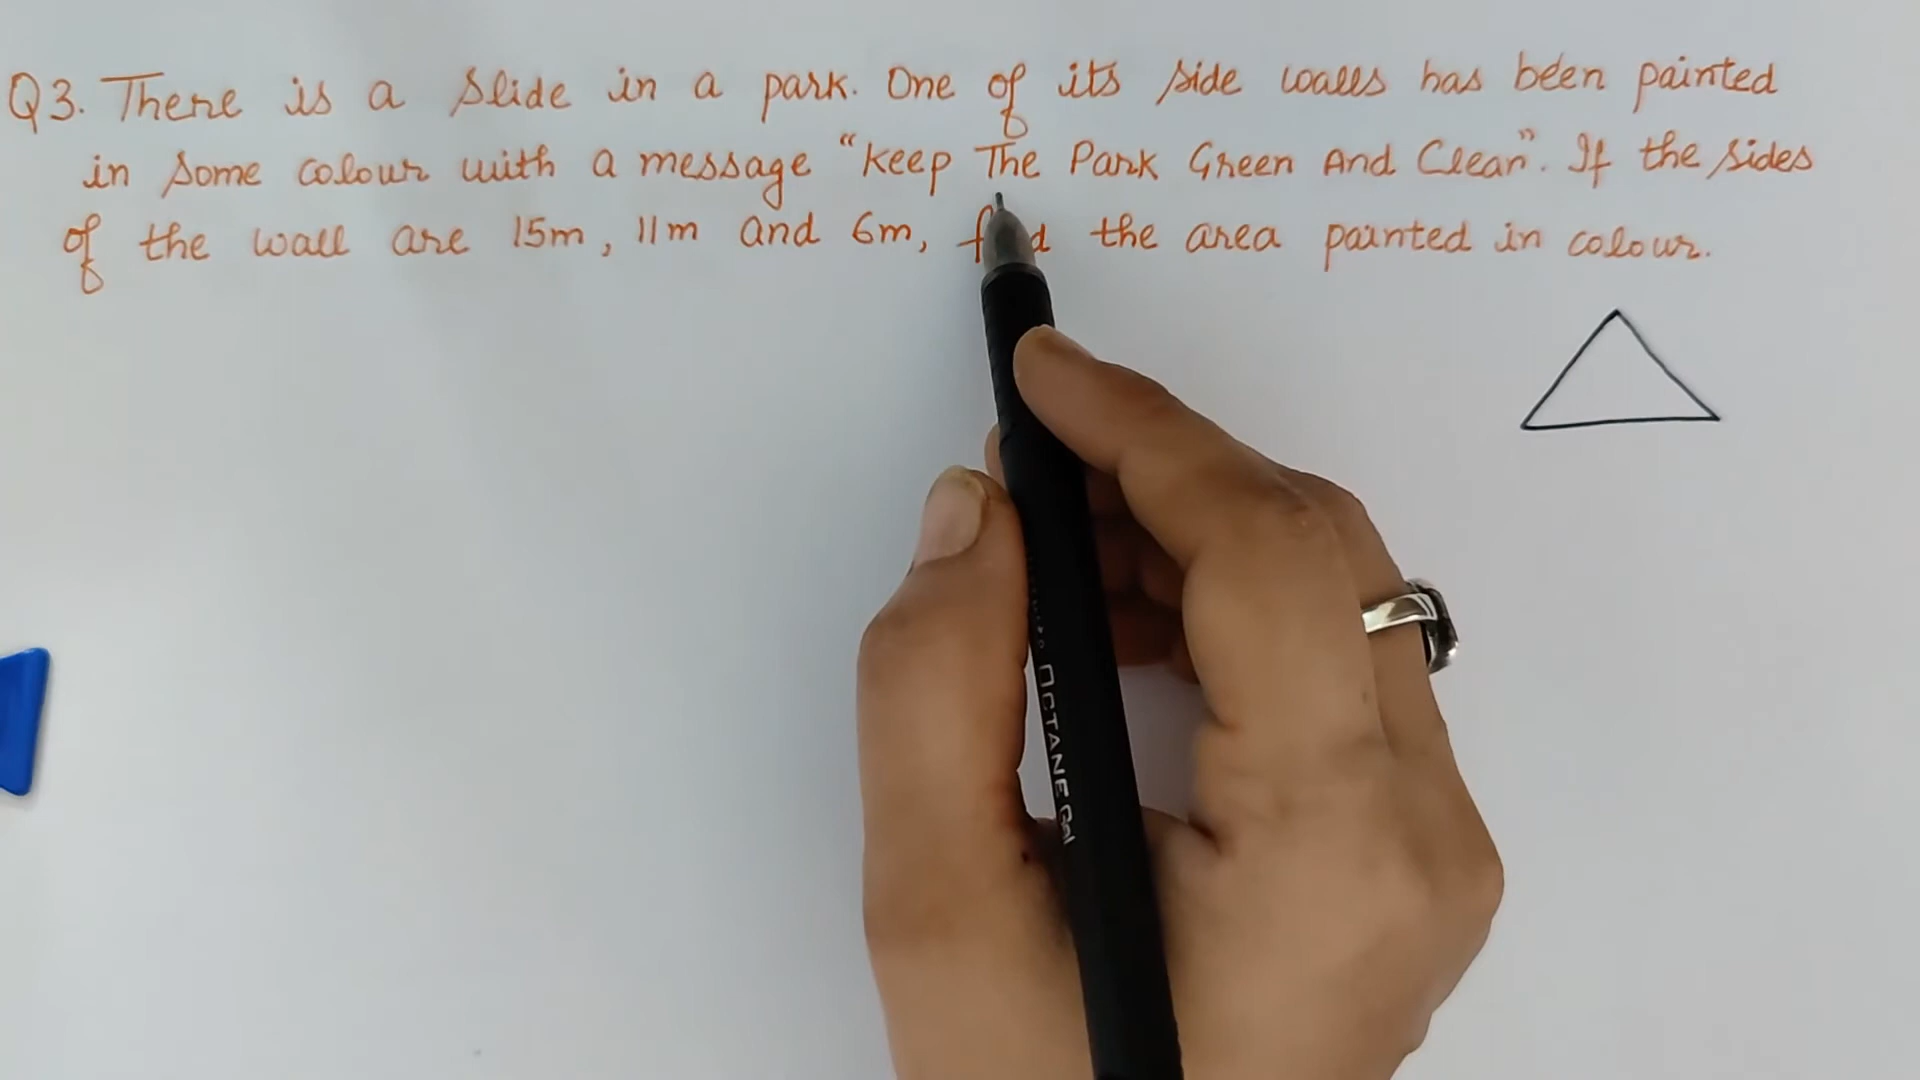 Q3. There is a slide in a park. One of its side walls has been painted
in some colour with a message "Keep The Park Green And Clean". If the sides
of the wall are 15m, 11m and 6m, the area painted in colour.
OCTANE Gel